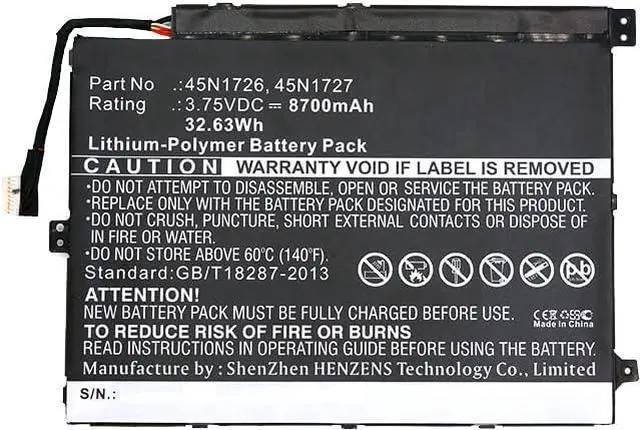 Part No .:45N1726, 45N1727
Rating .:3.75VDC ⎓ 8700mAh
32.63Wh
Lithium-Polymer Battery Pack
CAUTION WARRANTY VOID IF LABEL IS REMOVED
•DO NOT ATTEMPT TO DISASSEMBLE, OPEN OR SERVICE THE BATTERY PACK.
•REPLACE ONLY WITH THE BATTERY PACK DESIGNATED FOR THIS PRODUCT.
•DO NOT CRUSH, PUNCTURE, SHORT EXTERNAL CONTACTS OR DISPOSE OF
IN FIRE OR WATER.
•DO NOT STORE ABOVE 60°C (140°F).
Standard:GB/T18287-2013
Pb
ATTENTION!
NEW BATTERY PACK MUST BE FULLY CHARGED BEFORE USE.
TO REDUCE RISK OF FIRE OR BURNS
READ INSTRUCTIONS IN OPERATING GUIDE BEFORE USING BATTERY.
CE
Made In China
Manufacture by : ShenZhen HENZENS Technology Co., Ltd.
S/N.: